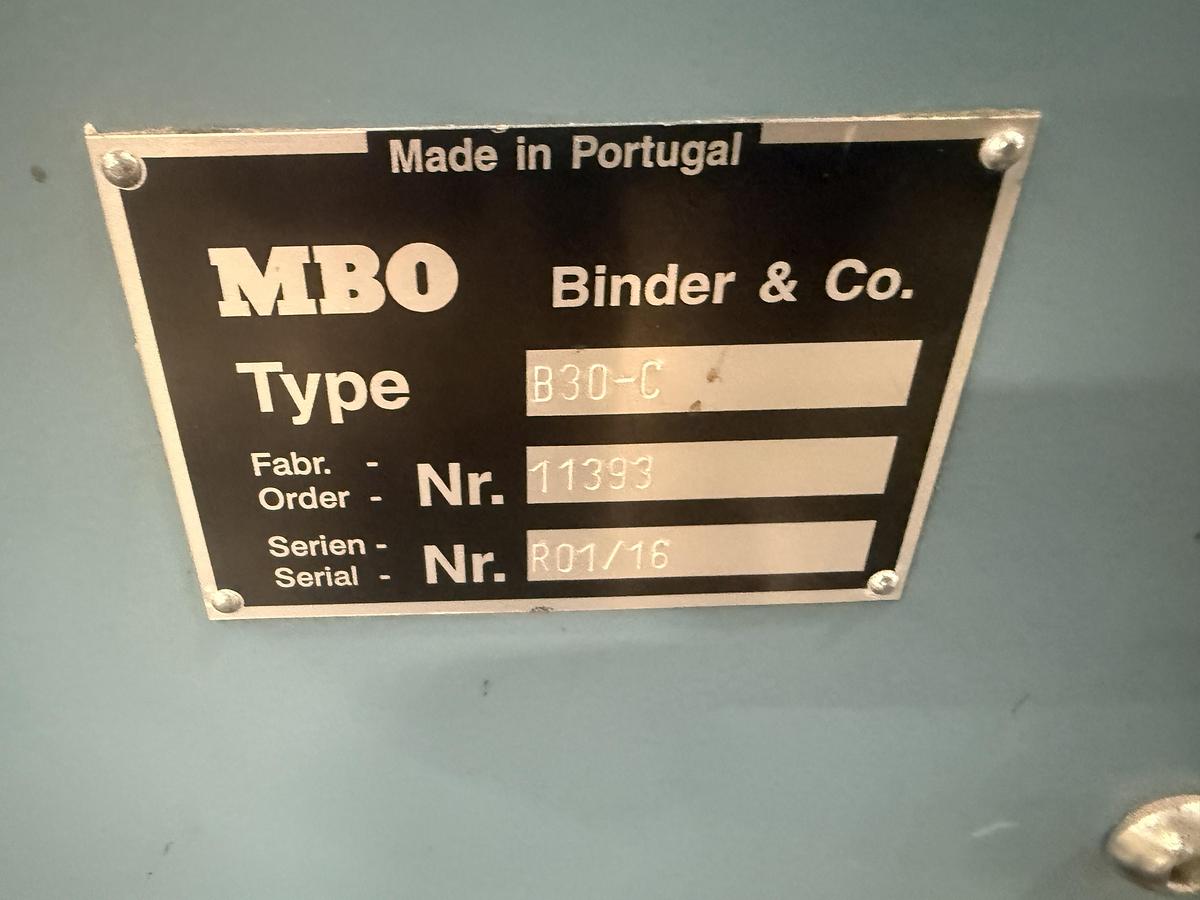 Made in Portugal
MBO Binder & Co.
Type B30-C
Fabr. -
Order - Nr. 11393
Serien -
Serial - Nr. R01/16